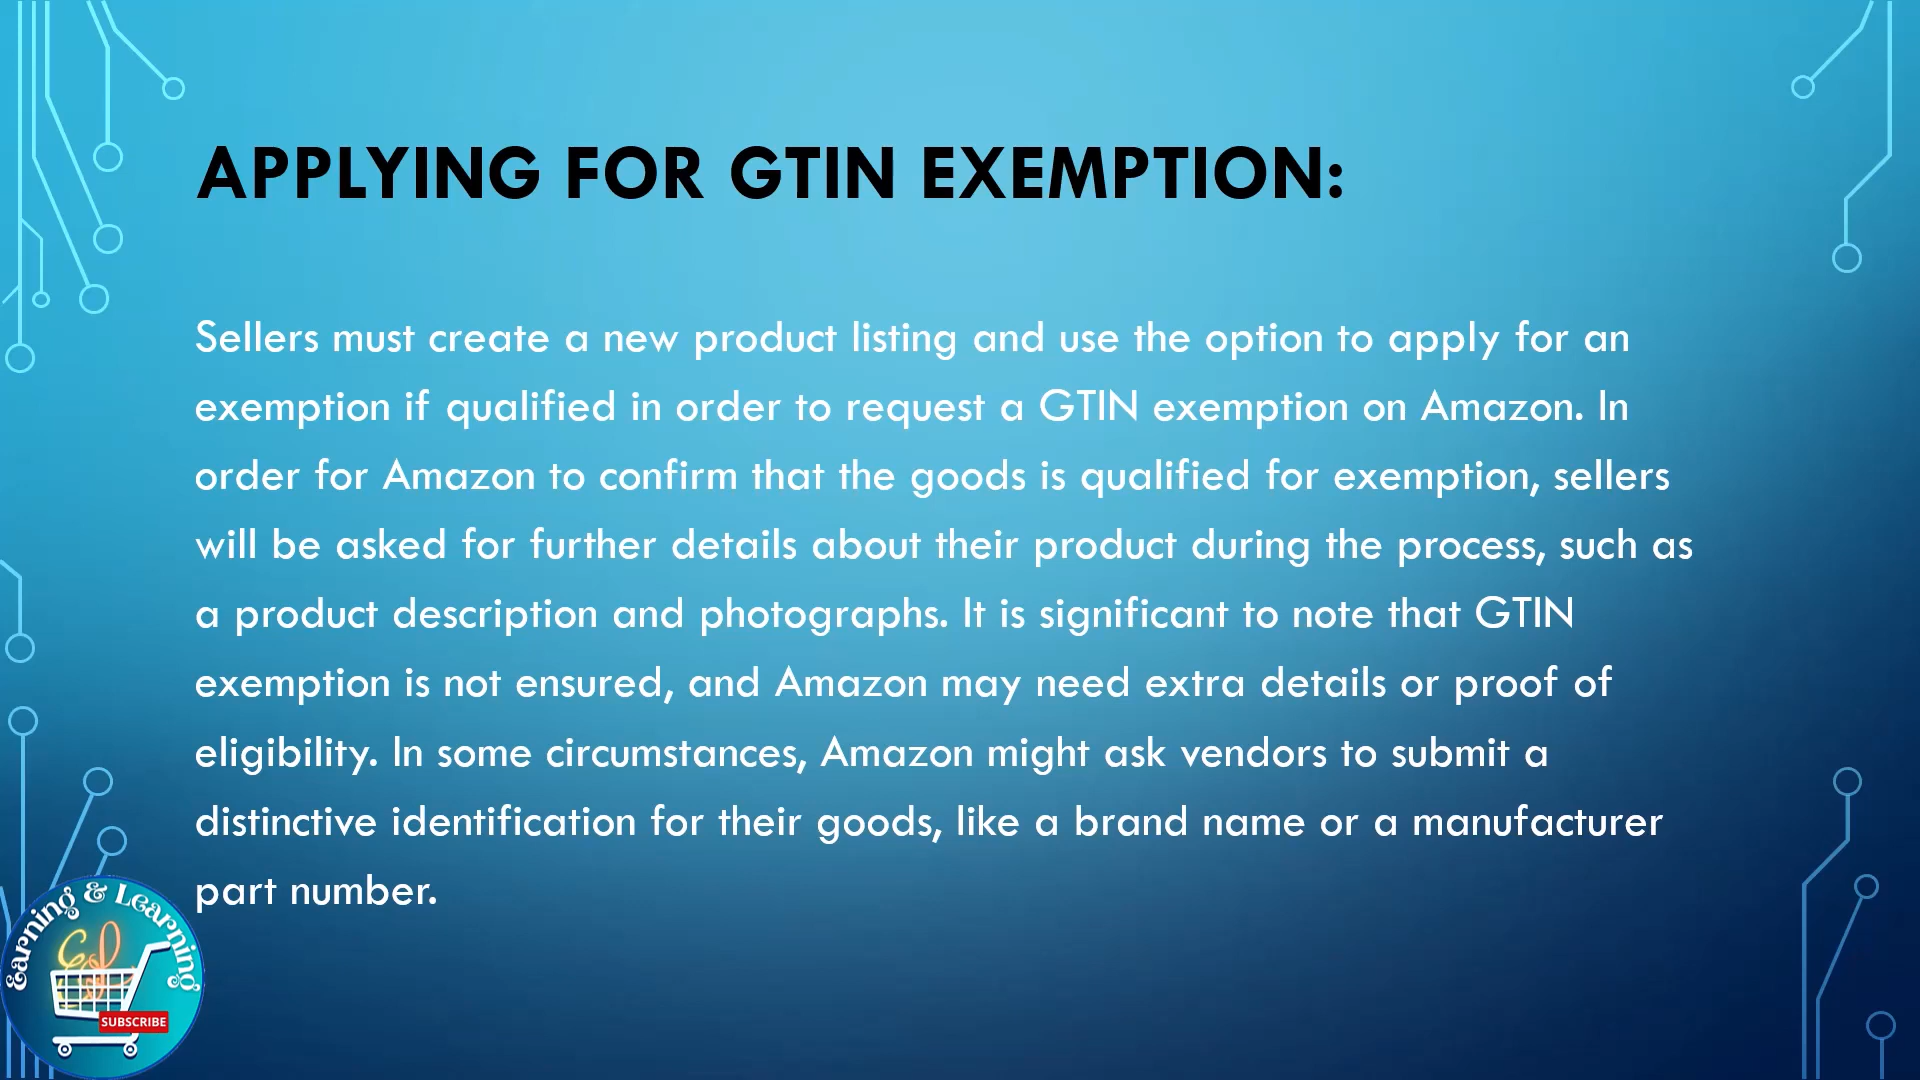 APPLYING FOR GTIN EXEMPTION:
Sellers must create a new product listing and use the option to apply for an
exemption if qualified in order to request a GTIN exemption on Amazon. In
order for Amazon to confirm that the goods is qualified for exemption, sellers
will be asked for further details about their product during the process, such as
a product description and photographs. It is significant to note that GTIN
exemption is not ensured, and Amazon may need extra details or proof of
eligibility. In some circumstances, Amazon might ask vendors to submit a
distinctive identification for their goods, like a brand name or a manufacturer
part number.
Earning & Learning
SUBSCRIBE